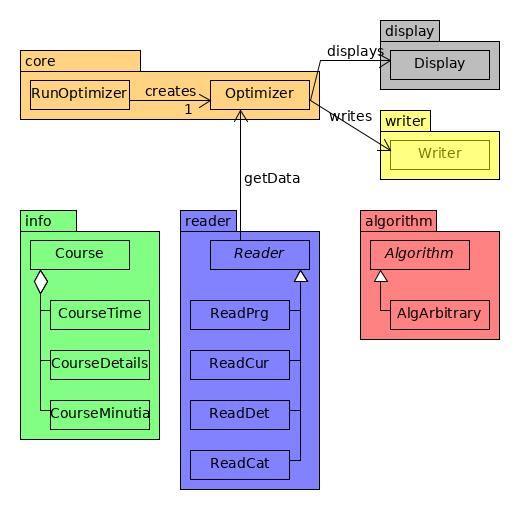 display
displays
Display
core
RunOptimizer
creates
1
Optimizer
writes
writer
Writer
getData
info
Course
CourseTime
CourseDetails
CourseMinutia
reader
Reader
ReadPrg
ReadCur
ReadDet
ReadCat
algorithm
Algorithm
AlgArbitrary